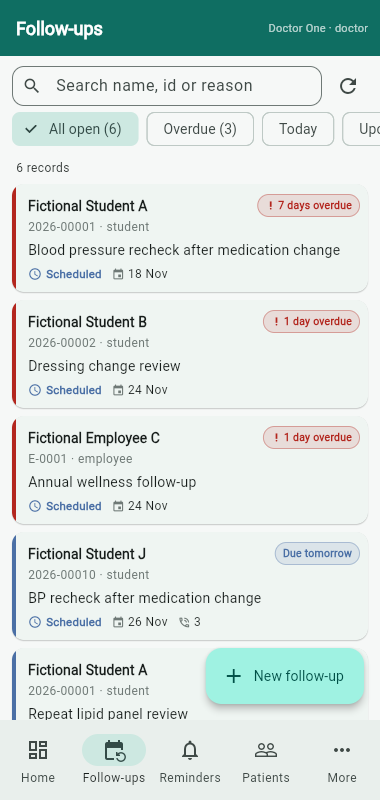 Follow-ups
Doctor One · doctor
Search name, id or reason
All open (6)
Overdue (3)
Today
Upc
6 records
Fictional Student A
7 days overdue
2026-00001 · student
Blood pressure recheck after medication change
Scheduled 18 Nov
Fictional Student B
1 day overdue
2026-00002 · student
Dressing change review
Scheduled 24 Nov
Fictional Employee C
1 day overdue
E-0001 · employee
Annual wellness follow-up
Scheduled 24 Nov
Fictional Student J
Due tomorrow
2026-00010 · student
BP recheck after medication change
Scheduled 26 Nov 3
Fictional Student A
2026-00001 · student
Repeat lipid panel review
New follow-up
Home
Follow-ups
Reminders
Patients
More